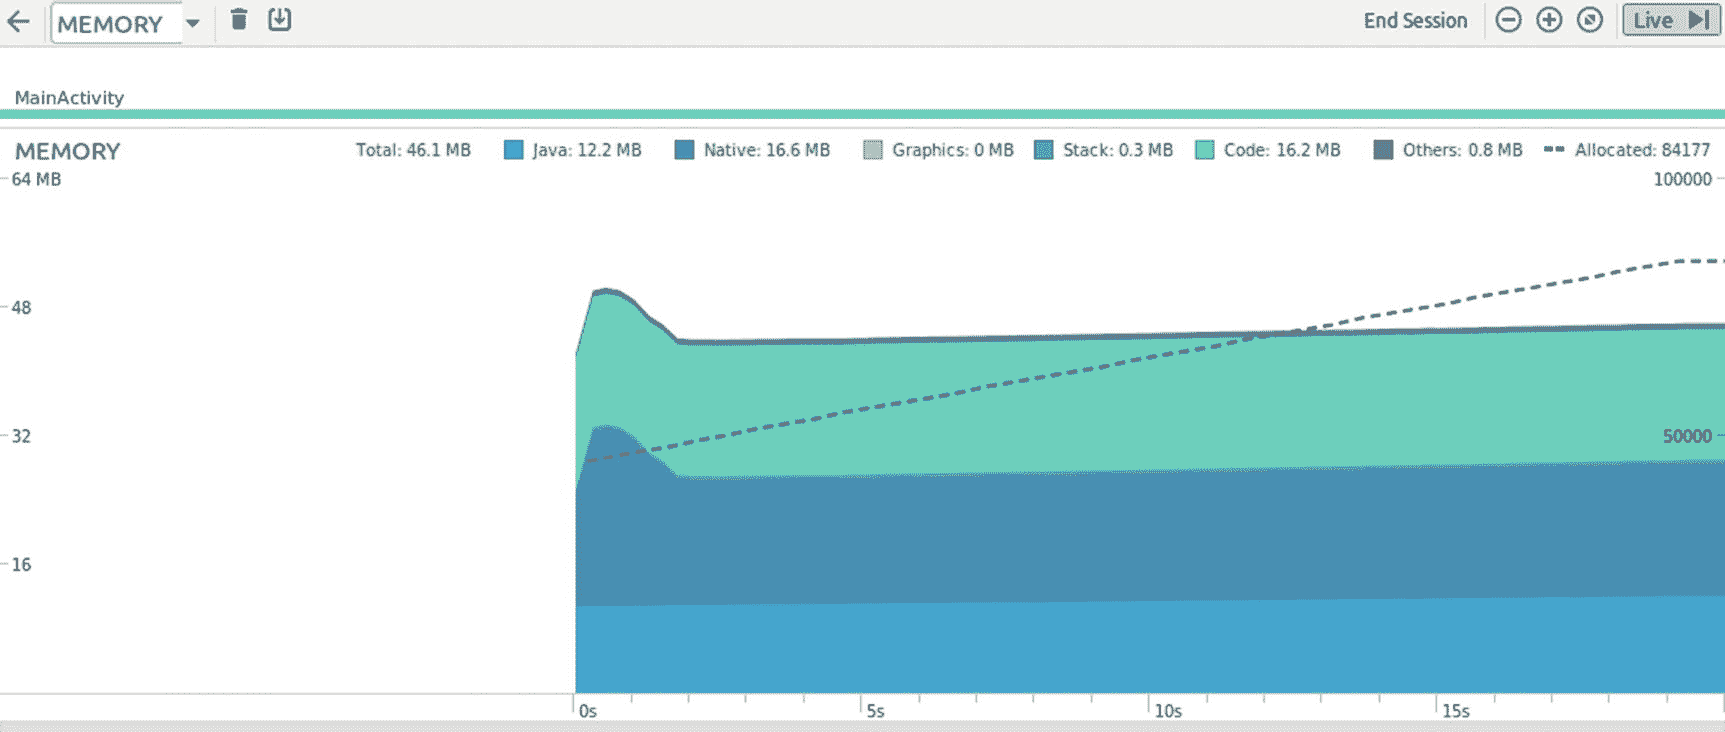 MEMORY End Session Live
MainActivity
MEMORY Total: 46.1 MB Java: 12.2 MB Native: 16.6 MB Graphics: 0 MB Stack: 0.3 MB Code: 16.2 MB Others: 0.8 MB Allocated: 84177
64 MB 100000
48
32 50000
16
0s 5s 10s 15s